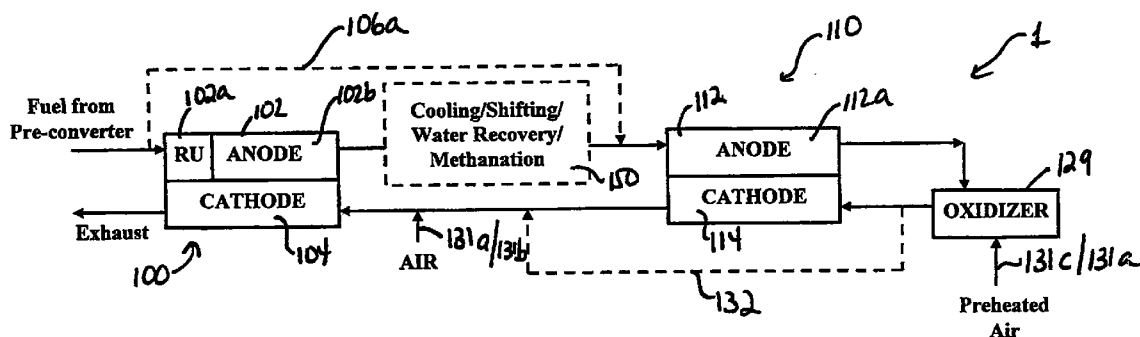 106a
110
1
Fuel from
Pre-converter
102a
102
102b
Cooling/Shifting/
Water Recovery/
Methanation
150
112
112a
129
RU
ANODE
ANODE
CATHODE
CATHODE
OXIDIZER
Exhaust
100
104
AIR
131a/131b
114
132
131c/131a
Preheated
Air